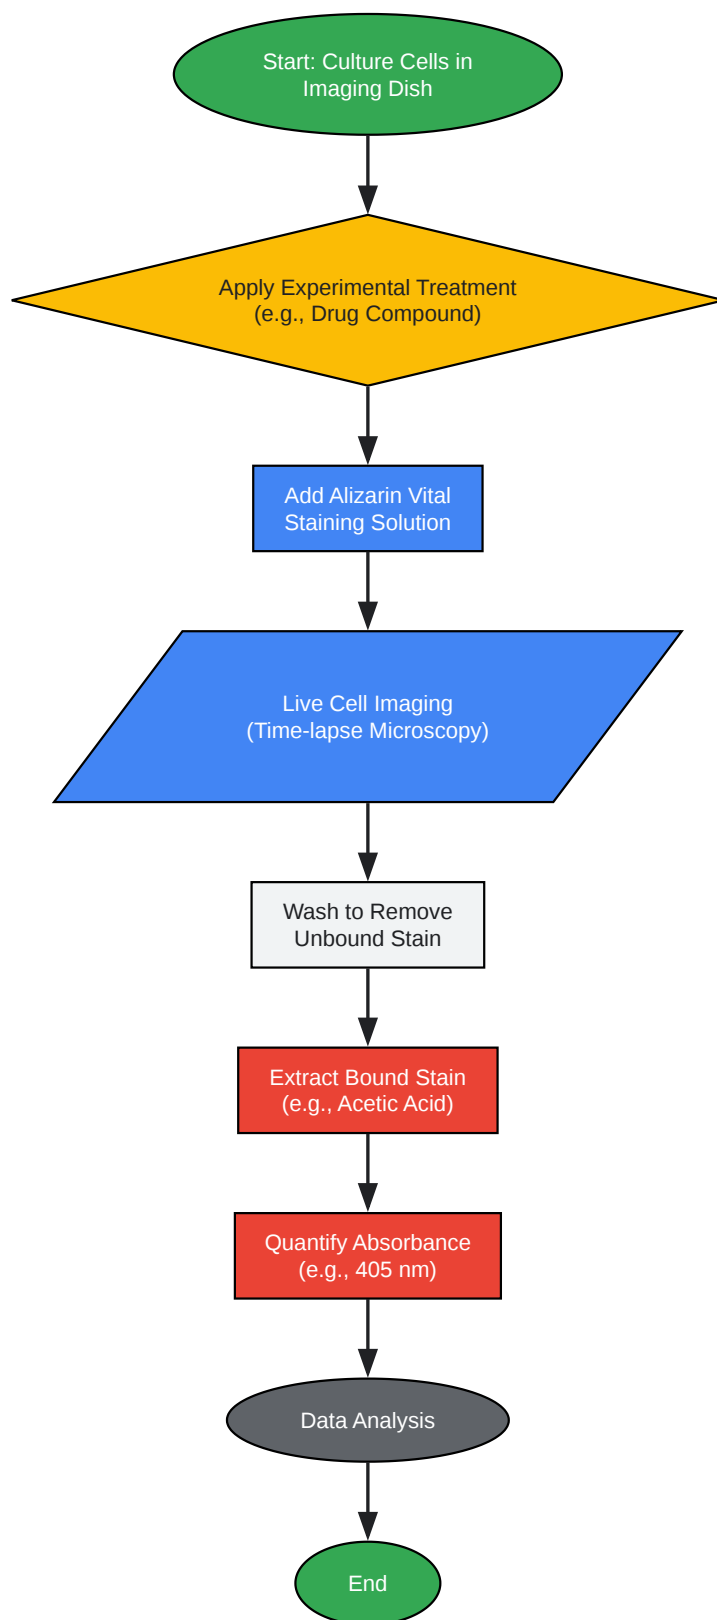 Start: Culture Cells in
Imaging Dish
Apply Experimental Treatment
(e.g., Drug Compound)
Add Alizarin Vital
Staining Solution
Live Cell Imaging
(Time-lapse Microscopy)
Wash to Remove
Unbound Stain
Extract Bound Stain
(e.g., Acetic Acid)
Quantify Absorbance
(e.g., 405 nm)
Data Analysis
End